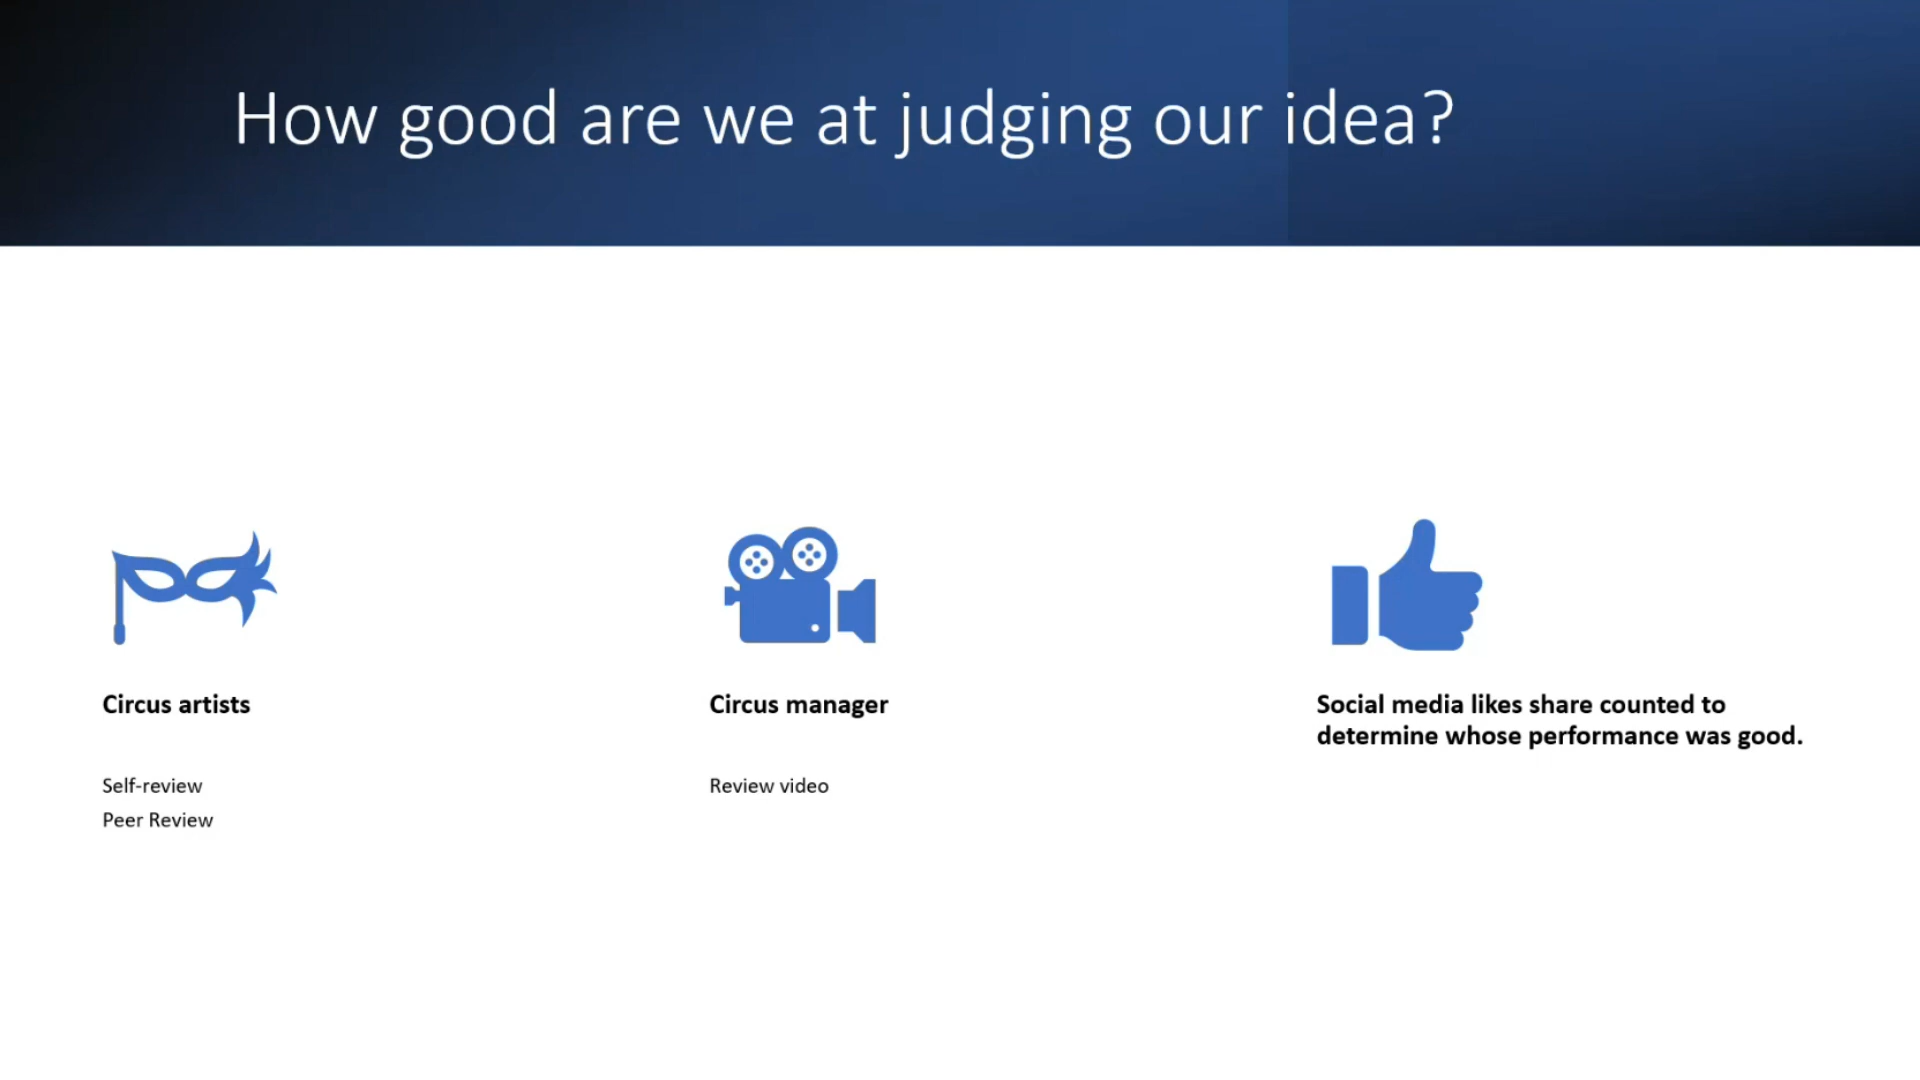 How good are we at judging our idea?
Circus artists
Self-review
Peer Review
Circus manager
Review video
Social media likes share counted to
determine whose performance was good.